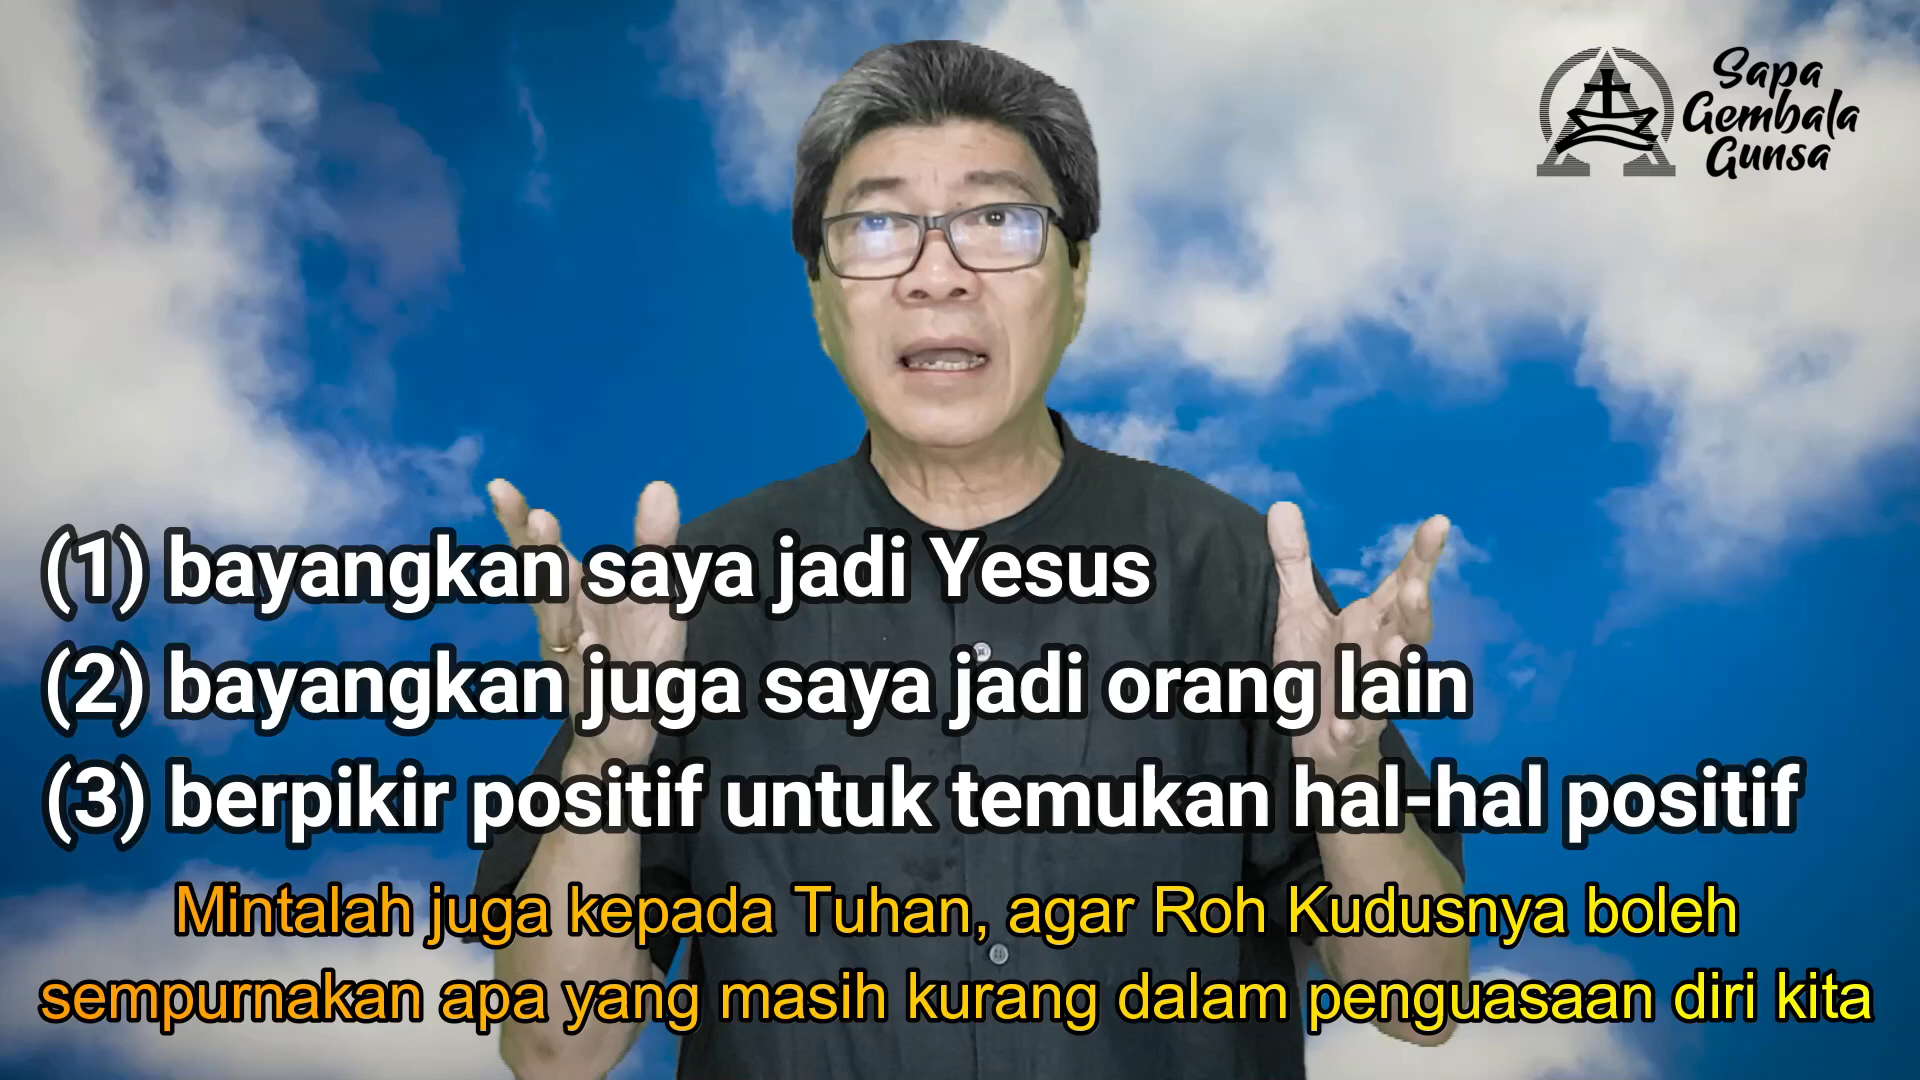 Sapa
Gembala
Gunsa
(1) bayangkan saya jadi Yesus
(2) bayangkan juga saya jadi orang lain
(3) berpikir positif untuk temukan hal-hal positif
Mintalah juga kepada Tuhan, agar Roh Kudusnya boleh
sempurnakan apa yang masih kurang dalam penguasaan diri kita